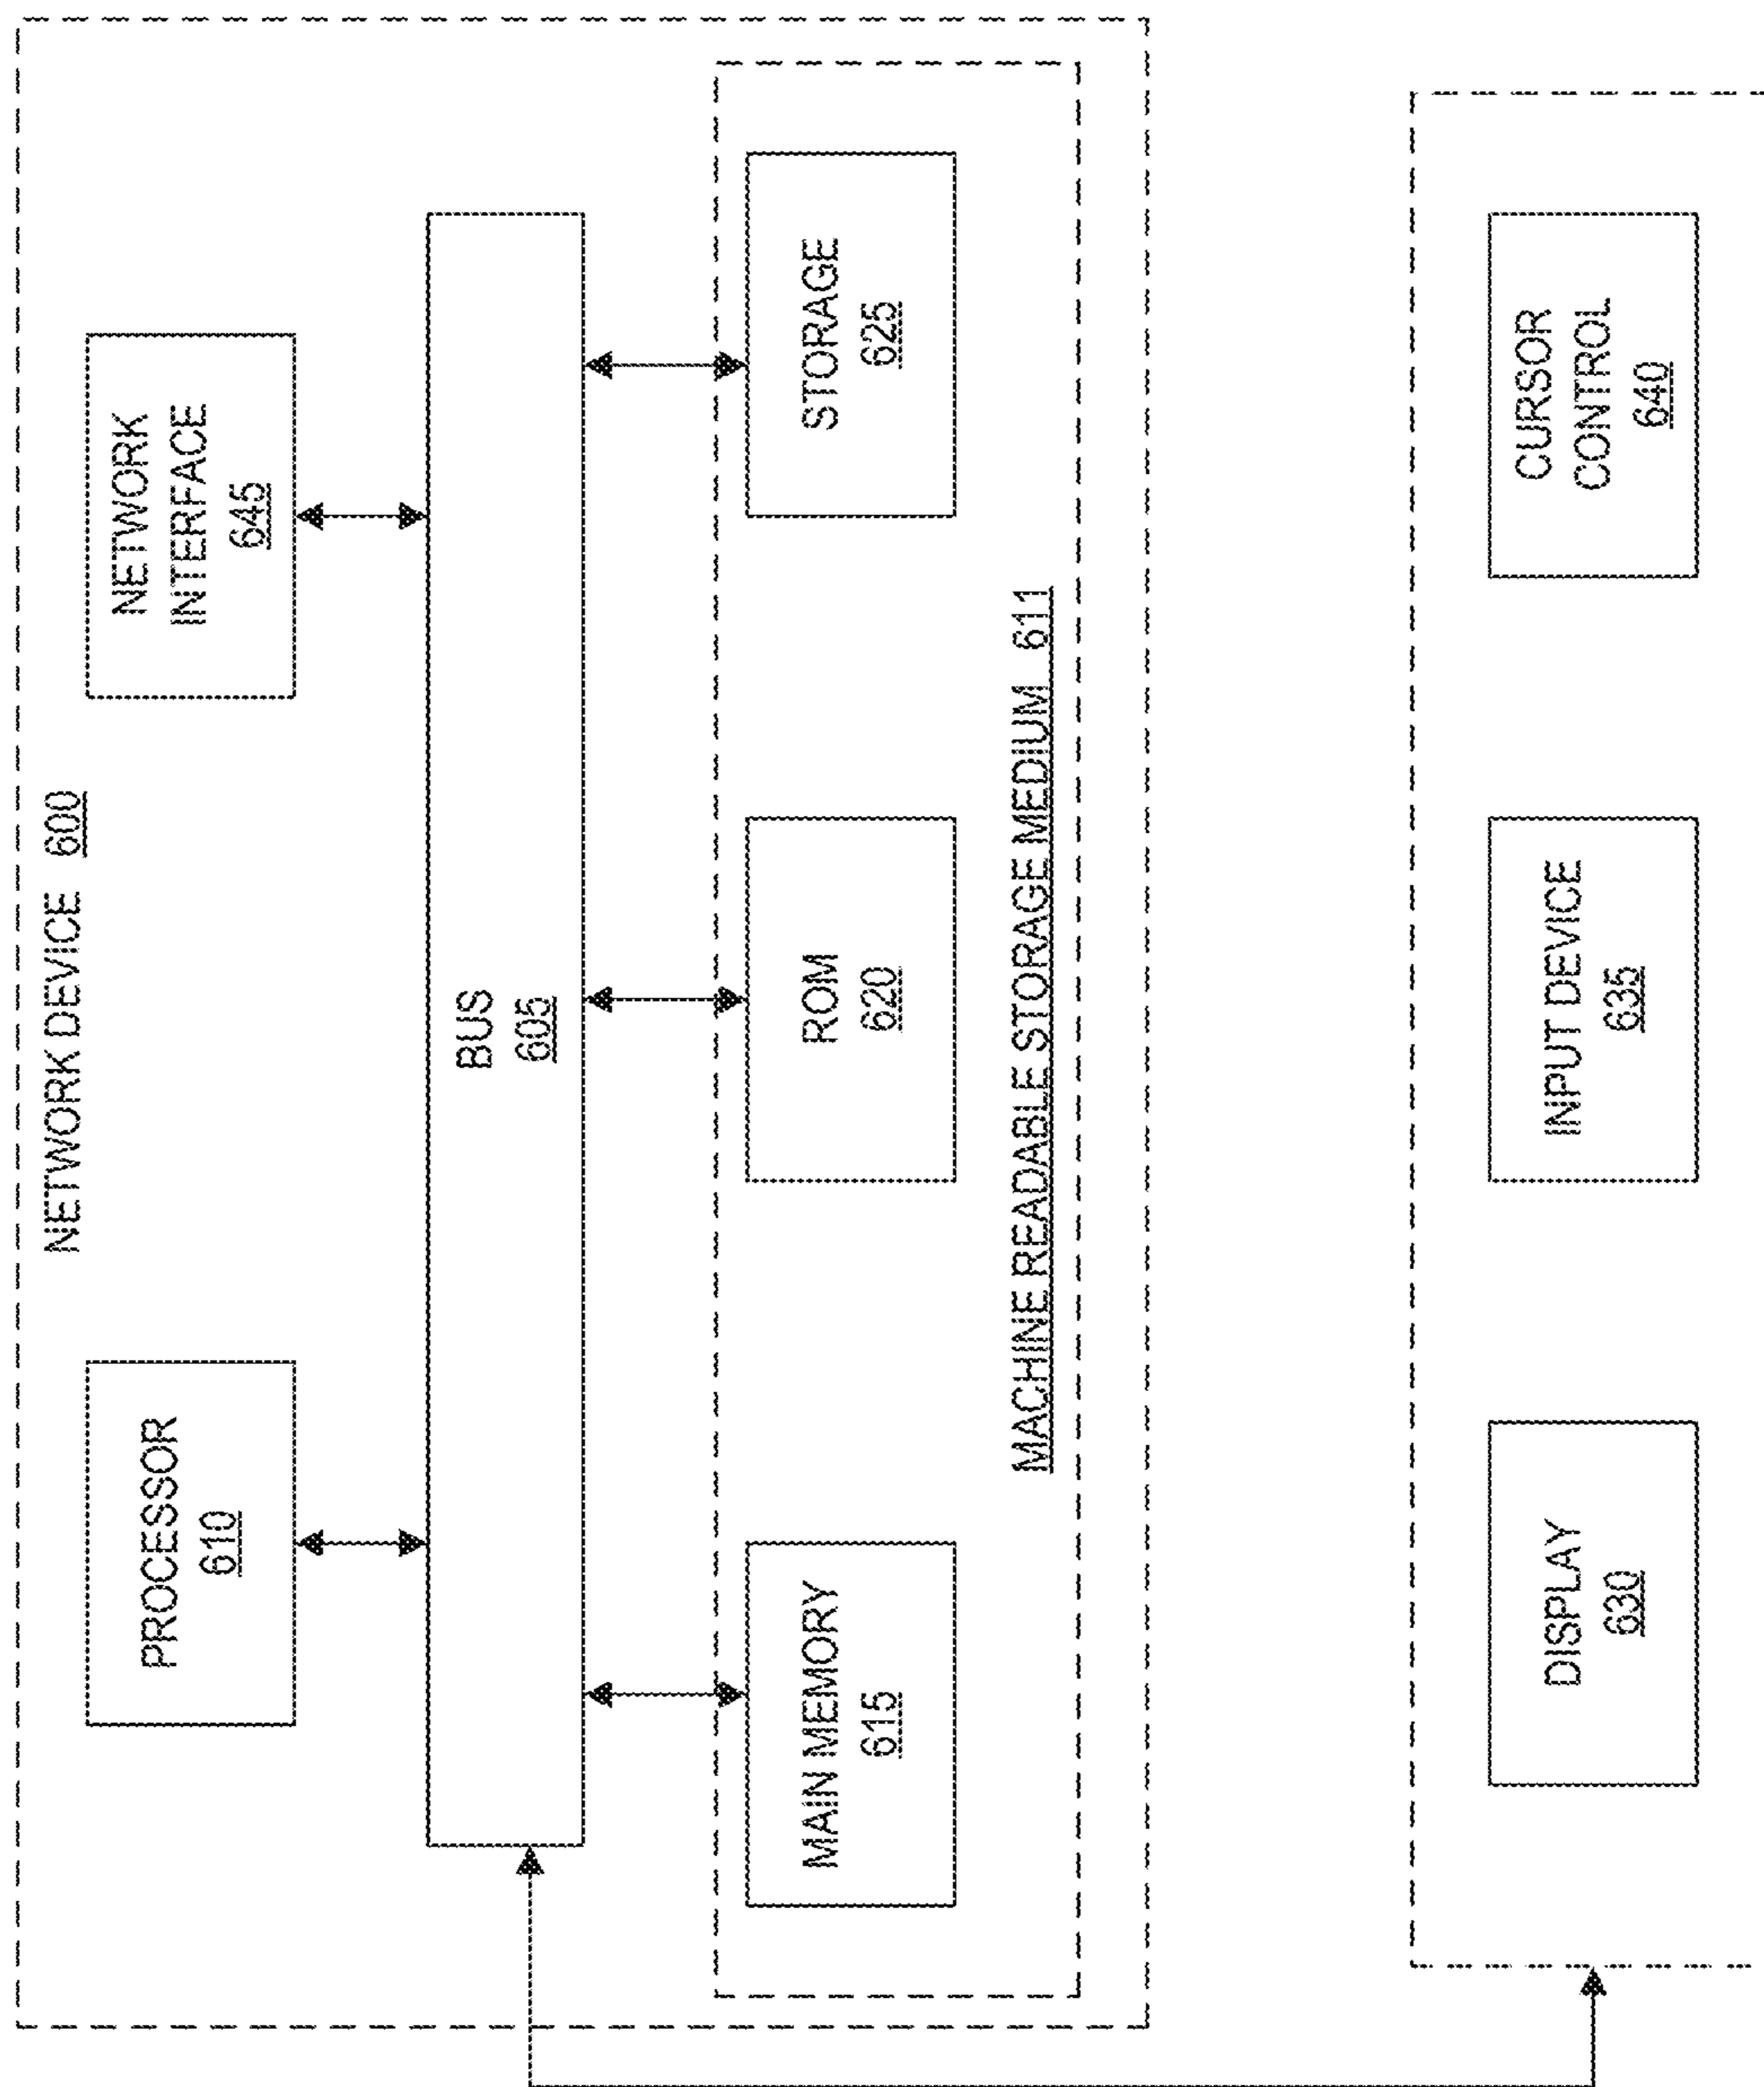 NETWORK DEVICE 600
PROCESSOR
610
NETWORK
INTERFACE
645
BUS
605
MAIN MEMORY
615
ROM
620
STORAGE
625
MACHINE READABLE STORAGE MEDIUM 611
DISPLAY
630
INPUT DEVICE
635
CURSOR
CONTROL
640